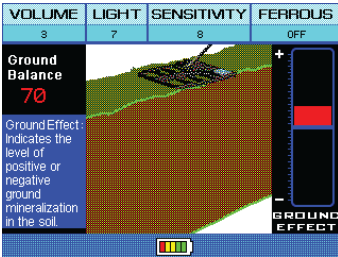 VOLUME LIGHT SENSITIVITY FERROUS
3 7 8 OFF
Ground
Balance
70
Ground Effect :
Indicates the
level of
positive or
negative
ground
mineralization
in the soil.
+
-
GROUND
EFFECT